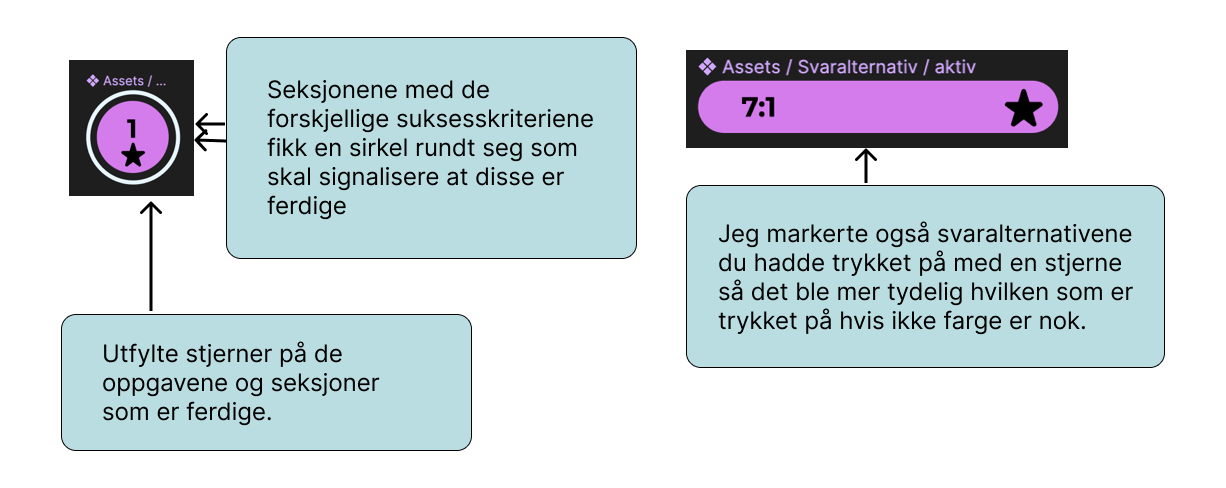 Assets / ...
1
Seksjonene med de
forskjellige suksesskriteriene
fikk en sirkel rundt seg som
skal signalisere at disse er
ferdige
Utfylte stjerner på de
oppgavene og seksjoner
som er ferdige.
Assets / Svaralternativ / aktiv
7:1
Jeg markerte også svaralternativene
du hadde trykket på med en stjerne
så det ble mer tydelig hvilken som er
trykket på hvis ikke farge er nok.